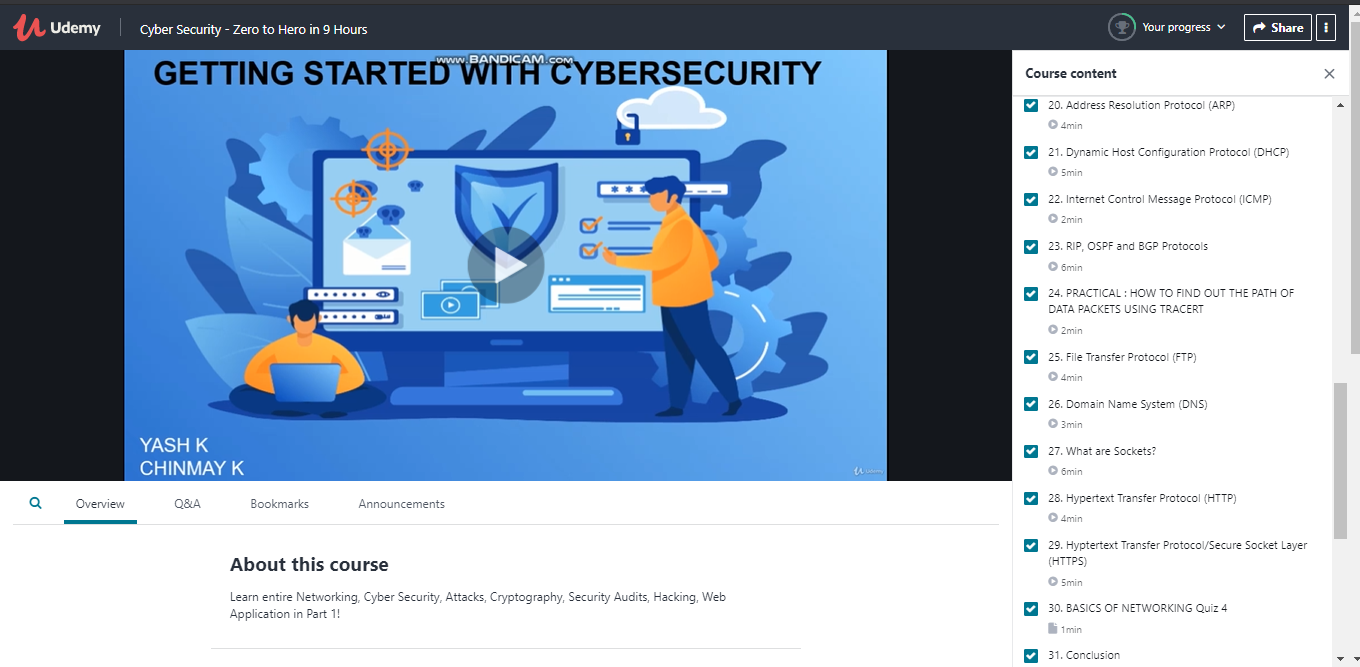 Udemy
Cyber Security - Zero to Hero in 9 Hours
Your progress
Share
www.BANDICAM.com
GETTING STARTED WITH CYBERSECURITY
YASH K
CHINMAY K
Udemy
Overview
Q&A
Bookmarks
Announcements
About this course
Learn entire Networking, Cyber Security, Attacks, Cryptography, Security Audits, Hacking, Web
Application in Part 1!
Course content
20. Address Resolution Protocol (ARP)
4min
21. Dynamic Host Configuration Protocol (DHCP)
5min
22. Internet Control Message Protocol (ICMP)
2min
23. RIP, OSPF and BGP Protocols
6min
24. PRACTICAL : HOW TO FIND OUT THE PATH OF
DATA PACKETS USING TRACERT
2min
25. File Transfer Protocol (FTP)
4min
26. Domain Name System (DNS)
3min
27. What are Sockets?
6min
28. Hypertext Transfer Protocol (HTTP)
4min
29. Hyptertext Transfer Protocol/Secure Socket Layer
(HTTPS)
5min
30. BASICS OF NETWORKING Quiz 4
1min
31. Conclusion